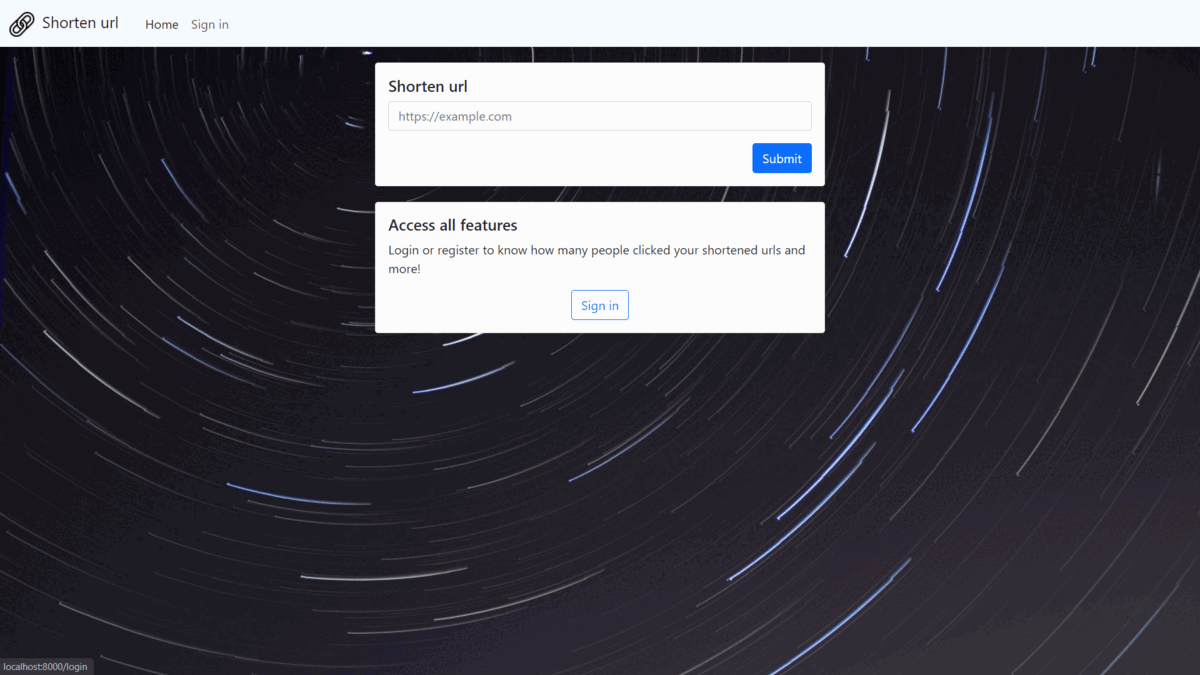 Shorten url
Home
Sign in
Shorten url
https://example.com
Submit
Access all features
Login or register to know how many people clicked your shortened urls and
more!
Sign in
localhost:8000/login